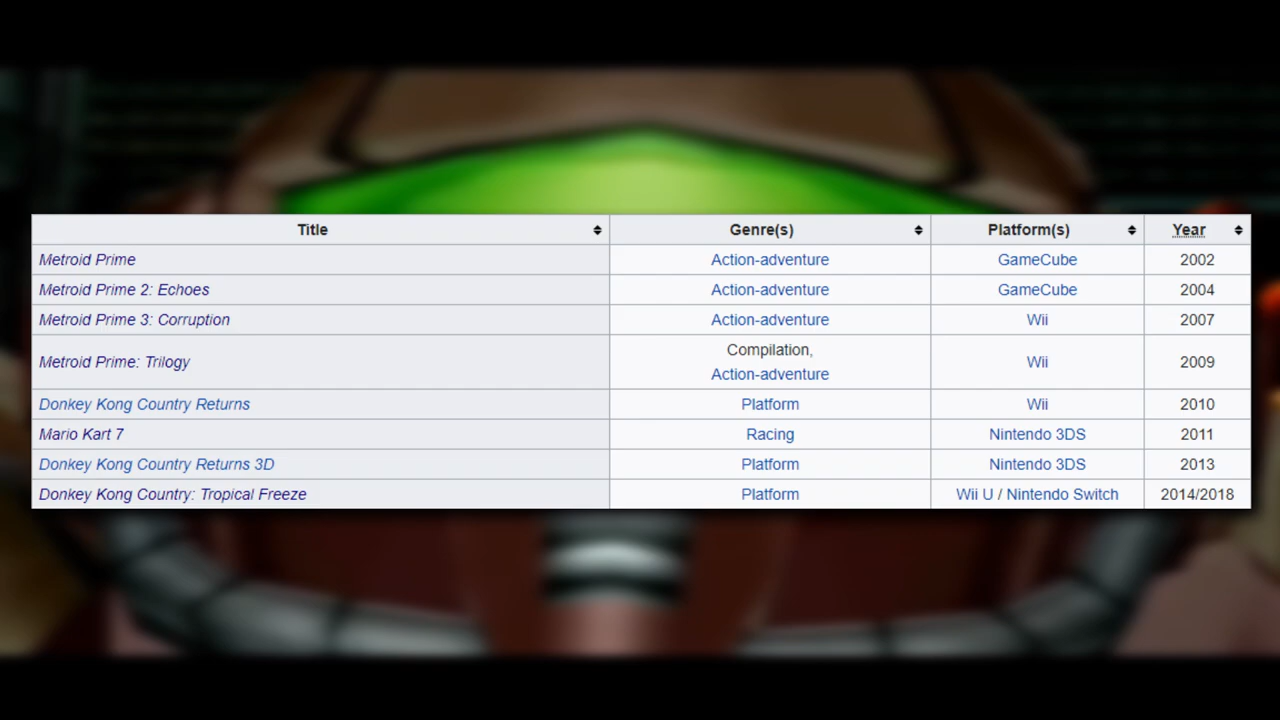 Title Genre(s) Platform(s) Year
Metroid Prime Action-adventure GameCube 2002
Metroid Prime 2: Echoes Action-adventure GameCube 2004
Metroid Prime 3: Corruption Action-adventure Wii 2007
Metroid Prime: Trilogy Compilation, Action-adventure Wii 2009
Donkey Kong Country Returns Platform Wii 2010
Mario Kart 7 Racing Nintendo 3DS 2011
Donkey Kong Country Returns 3D Platform Nintendo 3DS 2013
Donkey Kong Country: Tropical Freeze Platform Wii U / Nintendo Switch 2014/2018